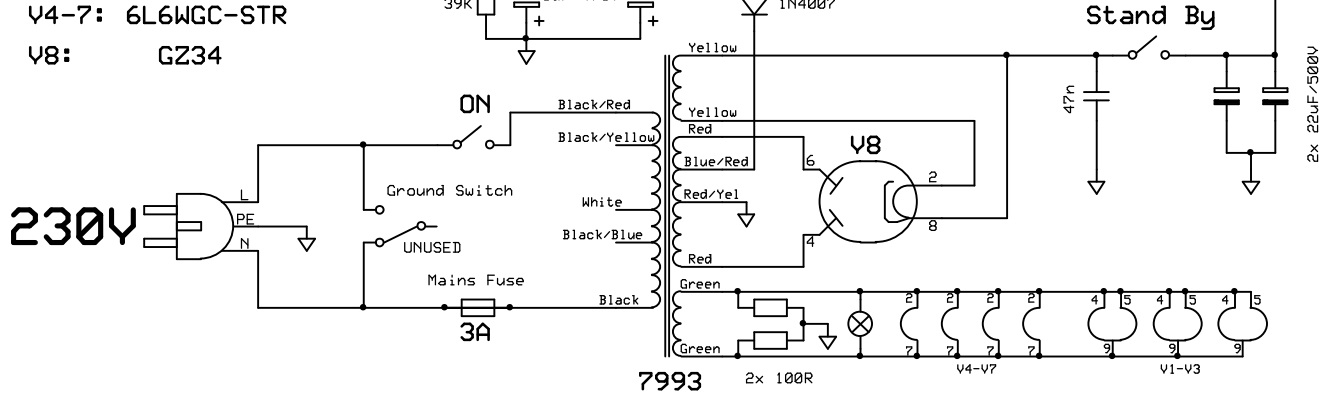 V4-7: 6L6WGC-STR
V8: GZ34
39K
+
+
1N4007
Stand By
Yellow
Yellow
47n
2x 22uF/500V
ON
Black/Red
Black/Yellow
White
Black/Blue
Black
Red
Blue/Red
Red/Yel
Red
V8
6
4
2
8
230V
L
PE
N
Ground Switch
UNUSED
Mains Fuse
3A
Green
Green
2 2 2 2 4 5 4 5 4 5
7 7 7 7 9 9 9
V4-V7
V1-V3
7993
2x 100R